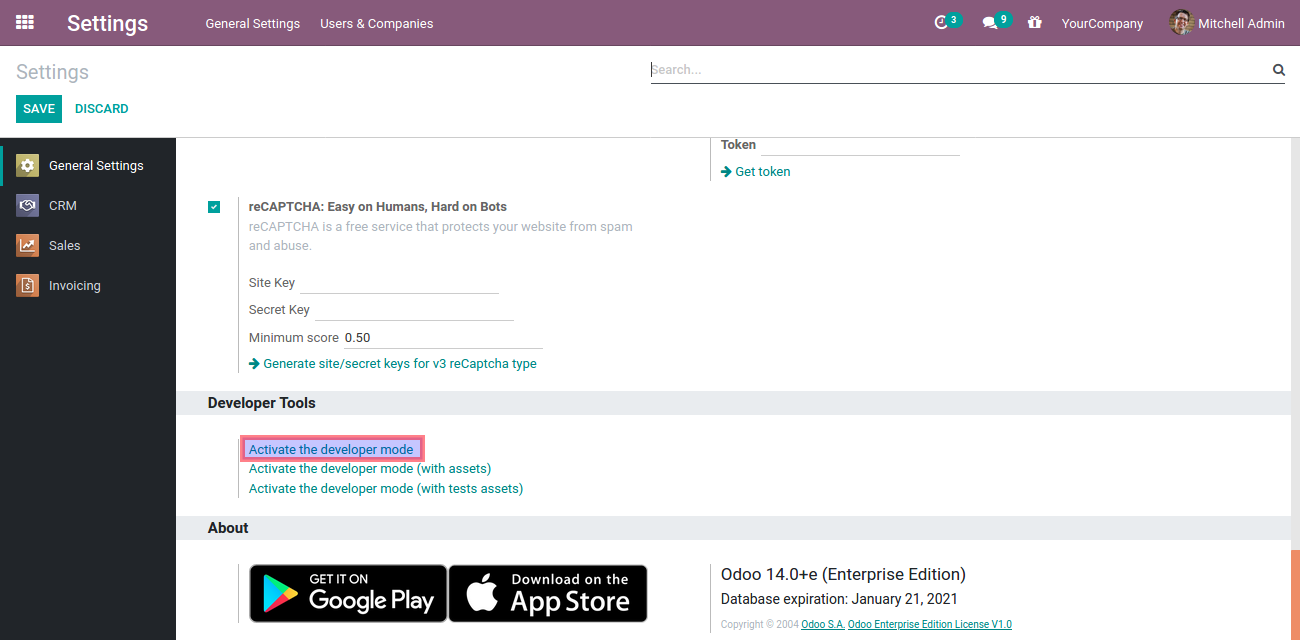 Settings General Settings Users & Companies 3 9 YourCompany Mitchell Admin
Settings Search...
SAVE DISCARD
General Settings
CRM
Sales
Invoicing
Token
Get token
reCAPTCHA: Easy on Humans, Hard on Bots
reCAPTCHA is a free service that protects your website from spam
and abuse.
Site Key
Secret Key
Minimum score 0.50
Generate site/secret keys for v3 reCaptcha type
Developer Tools
Activate the developer mode
Activate the developer mode (with assets)
Activate the developer mode (with tests assets)
About
GET IT ON
Google Play
Download on the
App Store
Odoo 14.0+e (Enterprise Edition)
Database expiration: January 21, 2021
Copyright © 2004 Odoo S.A. Odoo Enterprise Edition License V1.0